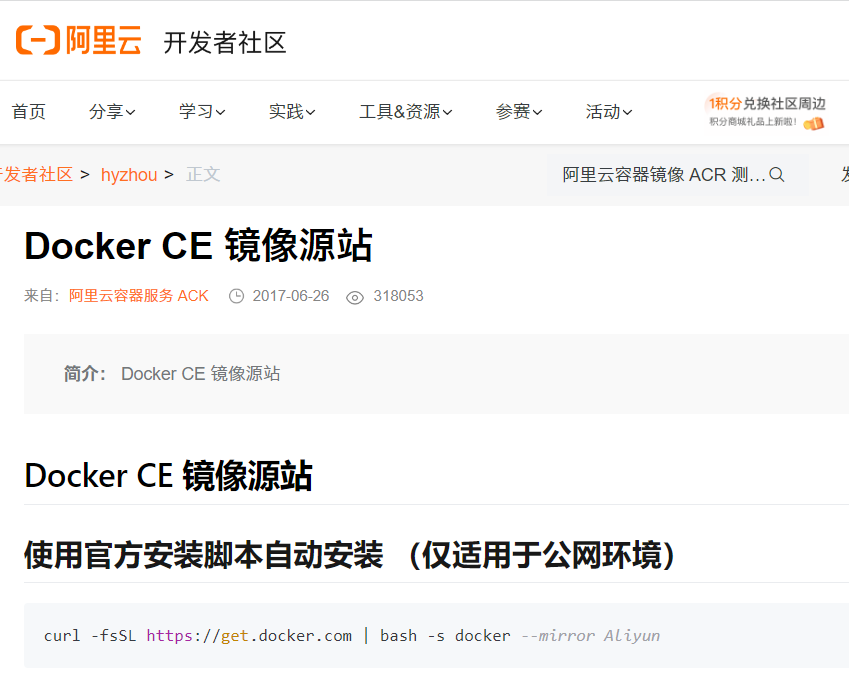 阿里云 开发者社区
首页 分享 学习 实践 工具&资源 参赛 活动 1积分兑换社区周边
积分商城礼品上新啦！
发者社区 > hyzhou > 正文 阿里云容器镜像 ACR 测...
Docker CE 镜像源站
来自： 阿里云容器服务 ACK 2017-06-26 318053
简介： Docker CE 镜像源站
Docker CE 镜像源站
使用官方安装脚本自动安装 （仅适用于公网环境）
curl -fsSL https://get.docker.com | bash -s docker --mirror Aliyun